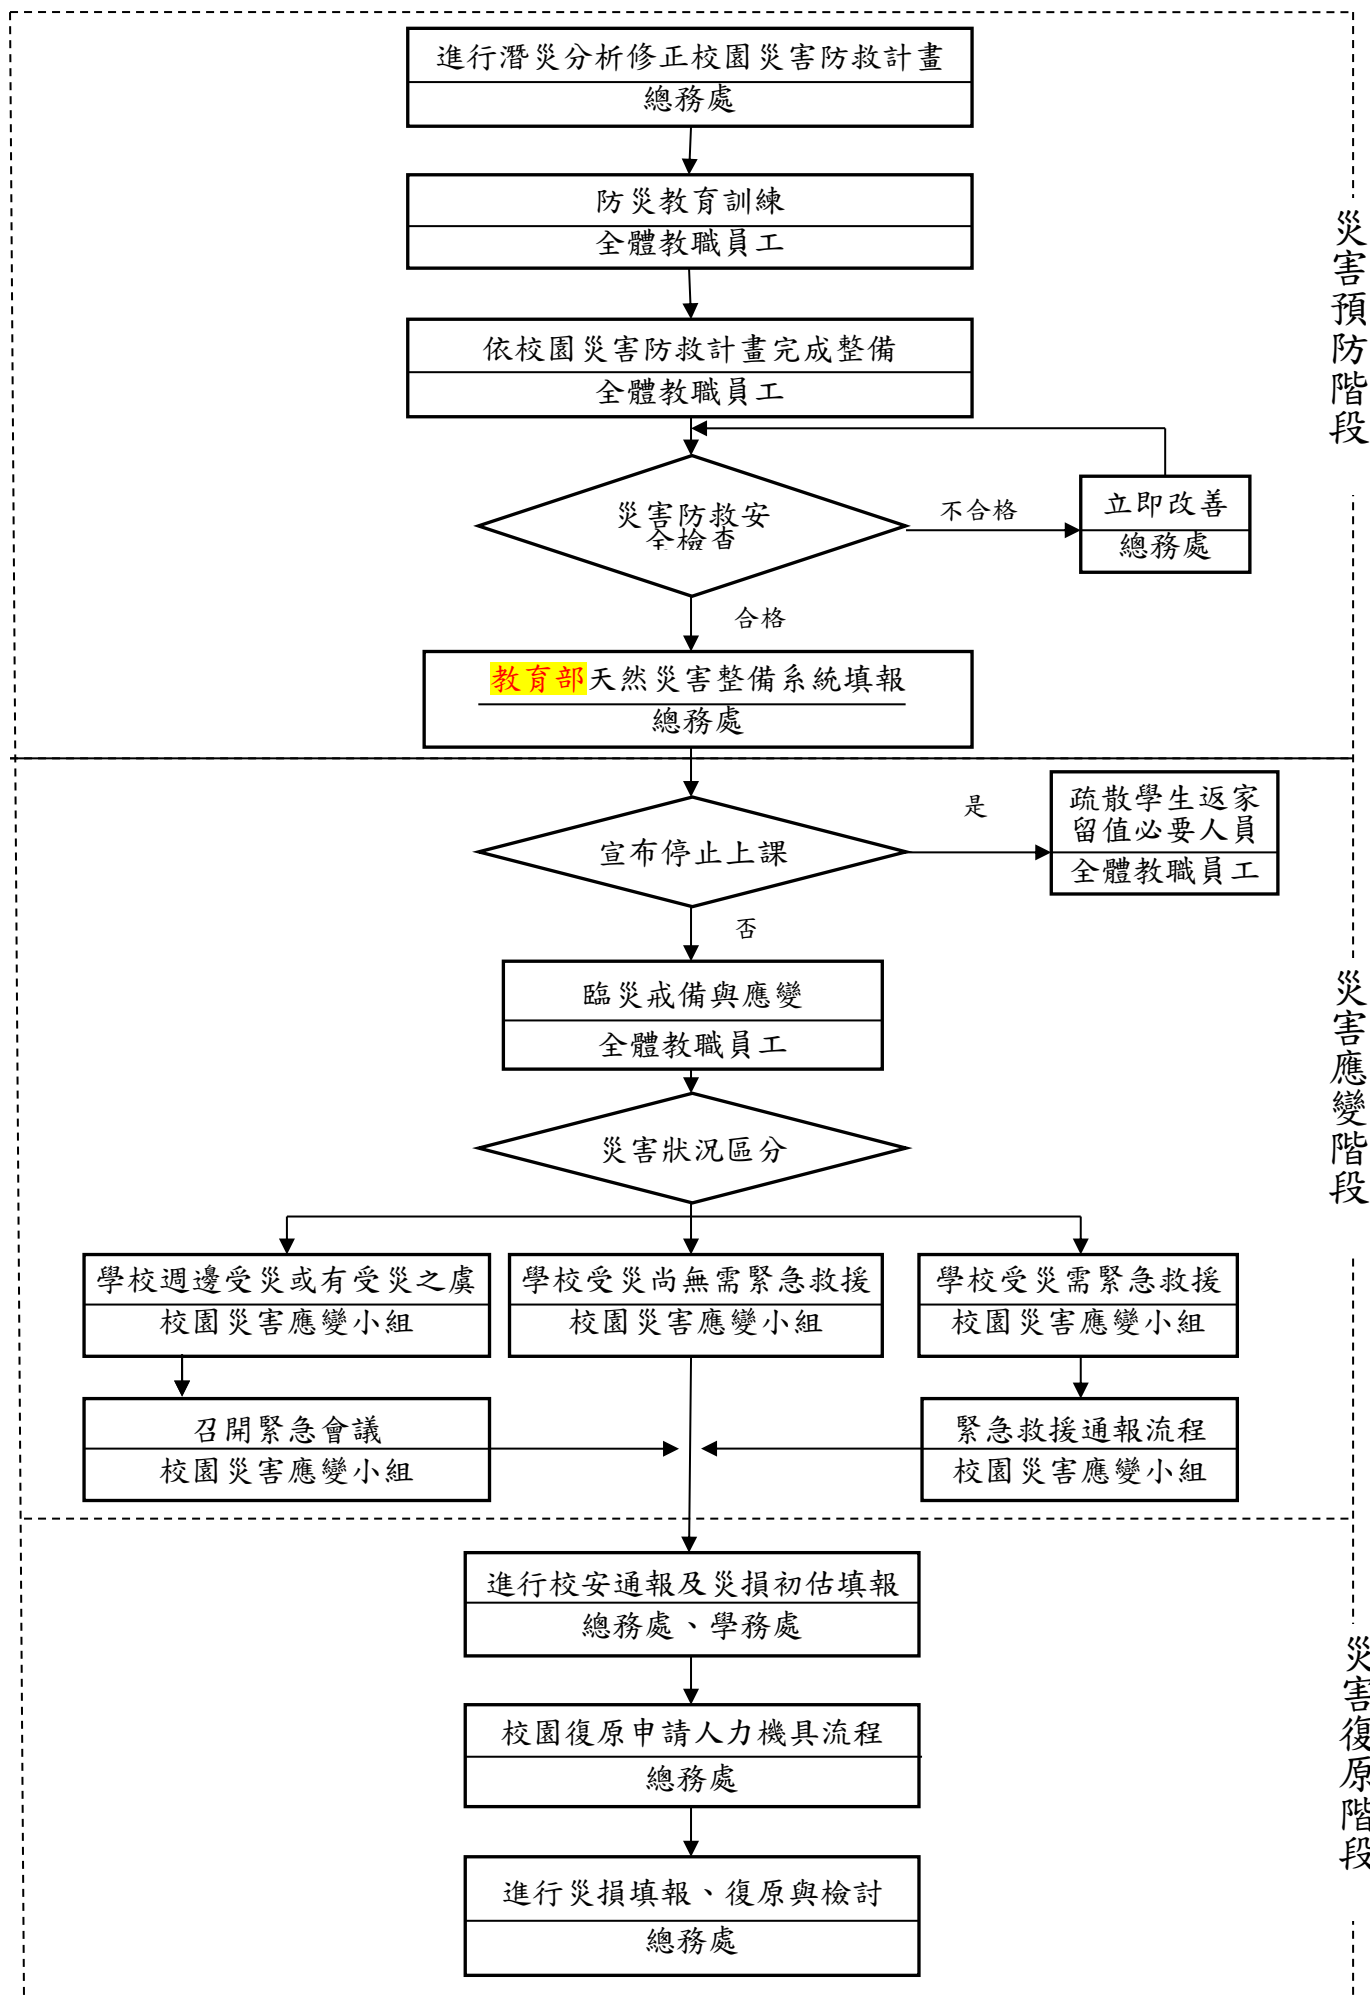 進行潛災分析修正校園災害防救計畫
總務處
防災教育訓練
全體教職員工
依校園災害防救計畫完成整備
全體教職員工
災害預防階段
災害防救安
全檢查
不合格
立即改善
總務處
合格
教育部天然災害整備系統填報
總務處
宣布停止上課
是
疏散學生返家
留值必要人員
全體教職員工
否
臨災戒備與應變
全體教職員工
災害應變階段
災害狀況區分
學校週邊受災或有受災之虞
校園災害應變小組
學校受災尚無需緊急救援
校園災害應變小組
學校受災需緊急救援
校園災害應變小組
召開緊急會議
校園災害應變小組
緊急救援通報流程
校園災害應變小組
進行校安通報及災損初估填報
總務處、學務處
校園復原申請人力機具流程
總務處
災害復原階段
進行災損填報、復原與檢討
總務處